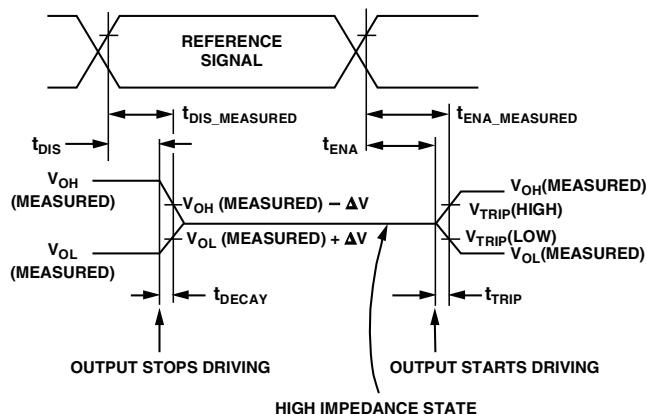 REFERENCE
SIGNAL
tDIS_MEASURED
tENA_MEASURED
tDIS
tENA
VOH
(MEASURED)
VOH (MEASURED) – ΔV
VOH(MEASURED)
VTRIP(HIGH)
VOL (MEASURED) + ΔV
VTRIP(LOW)
VOL
(MEASURED)
VOL(MEASURED)
tDECAY
tTRIP
OUTPUT STOPS DRIVING
OUTPUT STARTS DRIVING
HIGH IMPEDANCE STATE